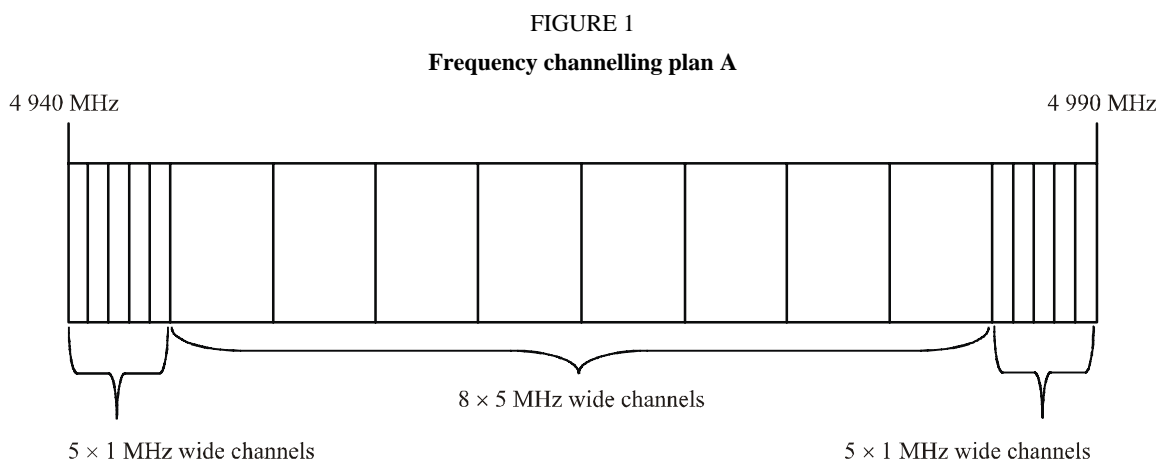 FIGURE 1
Frequency channelling plan A
4 940 MHz
4 990 MHz
8 × 5 MHz wide channels
5 × 1 MHz wide channels
5 × 1 MHz wide channels